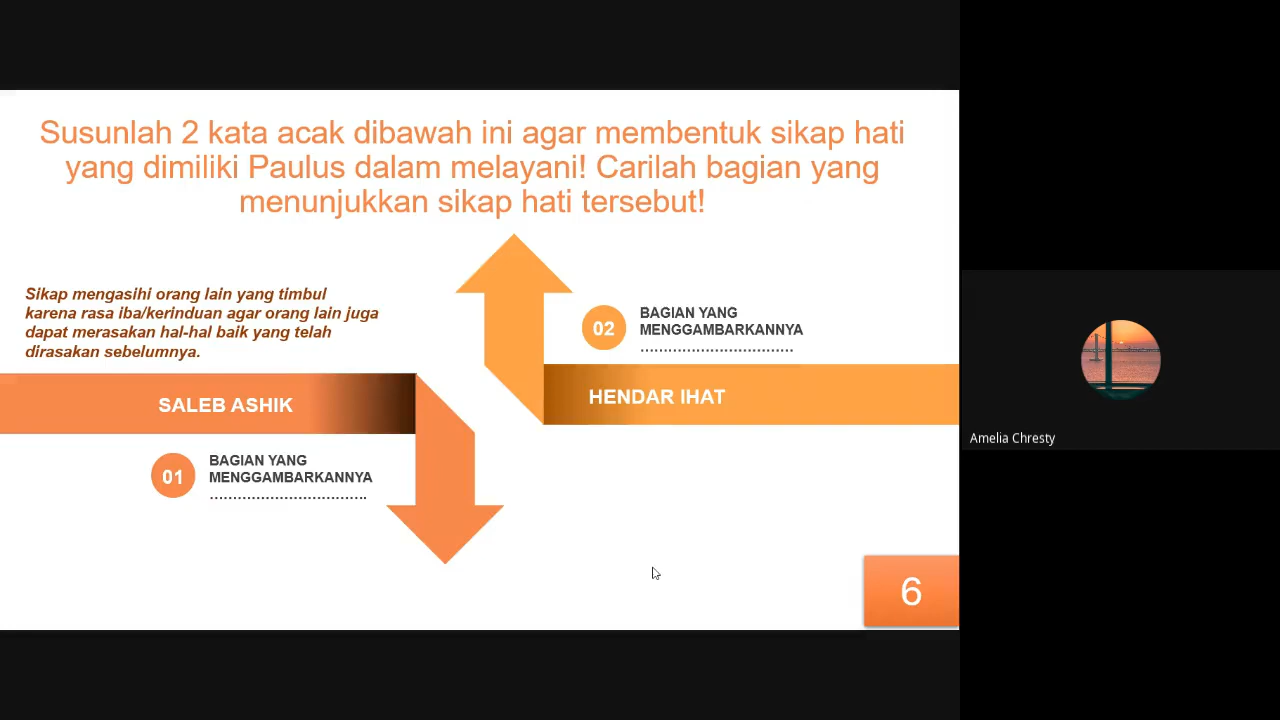 Susunlah 2 kata acak dibawah ini agar membentuk sikap hati
yang dimiliki Paulus dalam melayani! Carilah bagian yang
menunjukkan sikap hati tersebut!
Sikap mengasihi orang lain yang timbul
karena rasa iba/kerinduan agar orang lain juga
dapat merasakan hal-hal baik yang telah
dirasakan sebelumnya.
SALEB ASHIK
01
BAGIAN YANG
MENGGAMBARKANNYA
..................................
02
BAGIAN YANG
MENGGAMBARKANNYA
.................................
HENDAR IHAT
6
Amelia Chresty